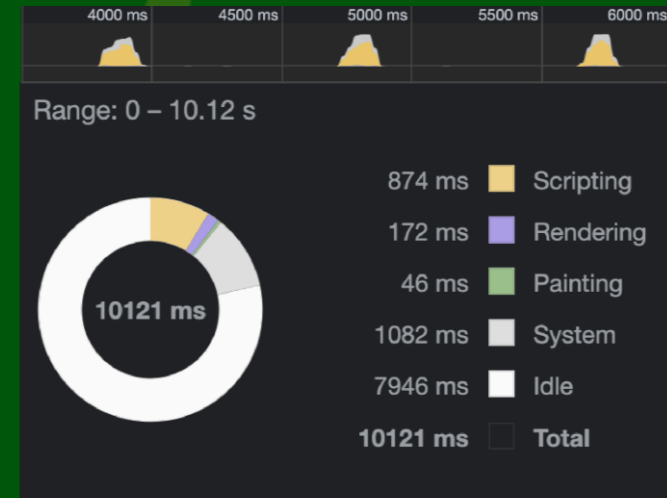 4000 ms 4500 ms 5000 ms 5500 ms 6000 ms
Range: 0 – 10.12 s
874 ms Scripting
172 ms Rendering
46 ms Painting
1082 ms System
7946 ms Idle
10121 ms Total
10121 ms